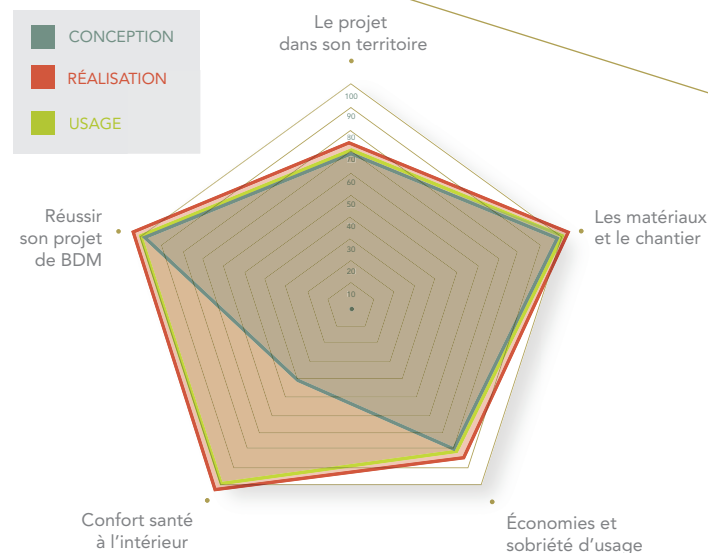 CONCEPTION
RÉALISATION
USAGE
Le projet
dans son territoire
100
90
80
70
60
50
40
30
20
10
Réussir
son projet
de BDM
Les matériaux
et le chantier
Confort santé
à l’intérieur
Économies et
sobriété d’usage